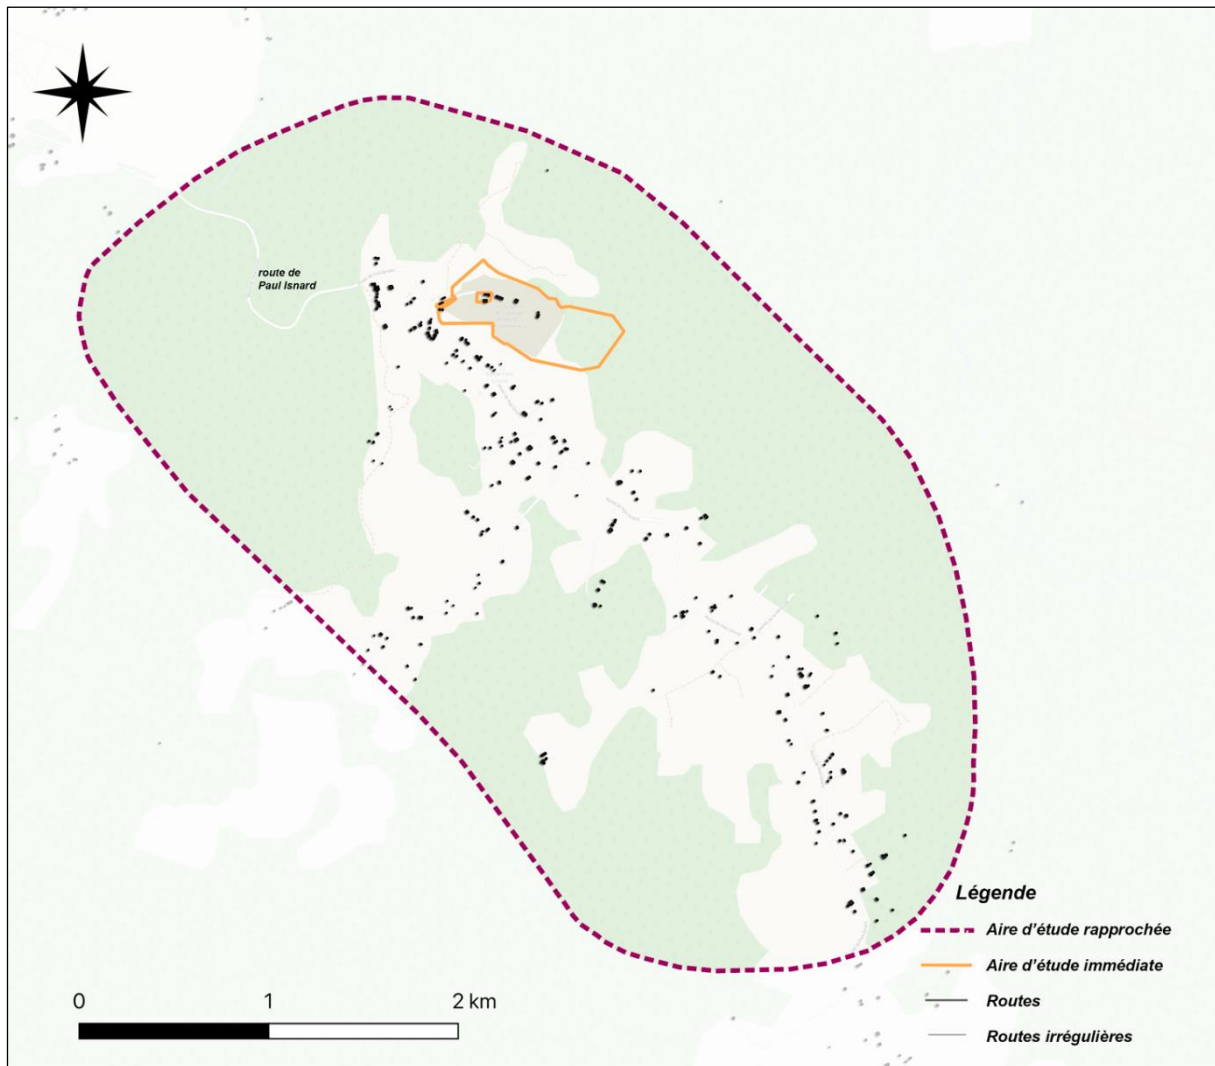 route de
Paul Isnard
Légende
Aire d'étude rapprochée
Aire d'étude immédiate
Routes
Routes irrégulières
0 1 2 km